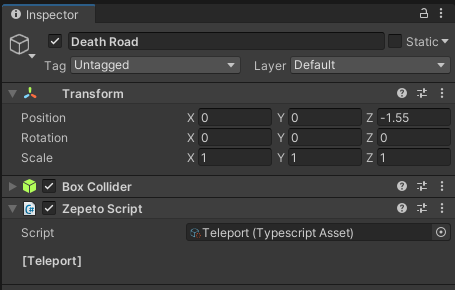 Inspector
Death Road
Static
Tag Untagged Layer Default
Transform
Position X 0 Y 0 Z -1.55
Rotation X 0 Y 0 Z 0
Scale X 1 Y 1 Z 1
Box Collider
Zepeto Script
Script Teleport (Typescript Asset)
[Teleport]